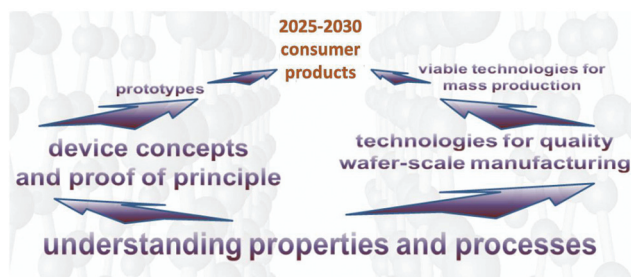 2025-2030
consumer
products
prototypes
viable technologies for
mass production
device concepts
and proof of principle
technologies for quality
wafer-scale manufacturing
understanding properties and processes